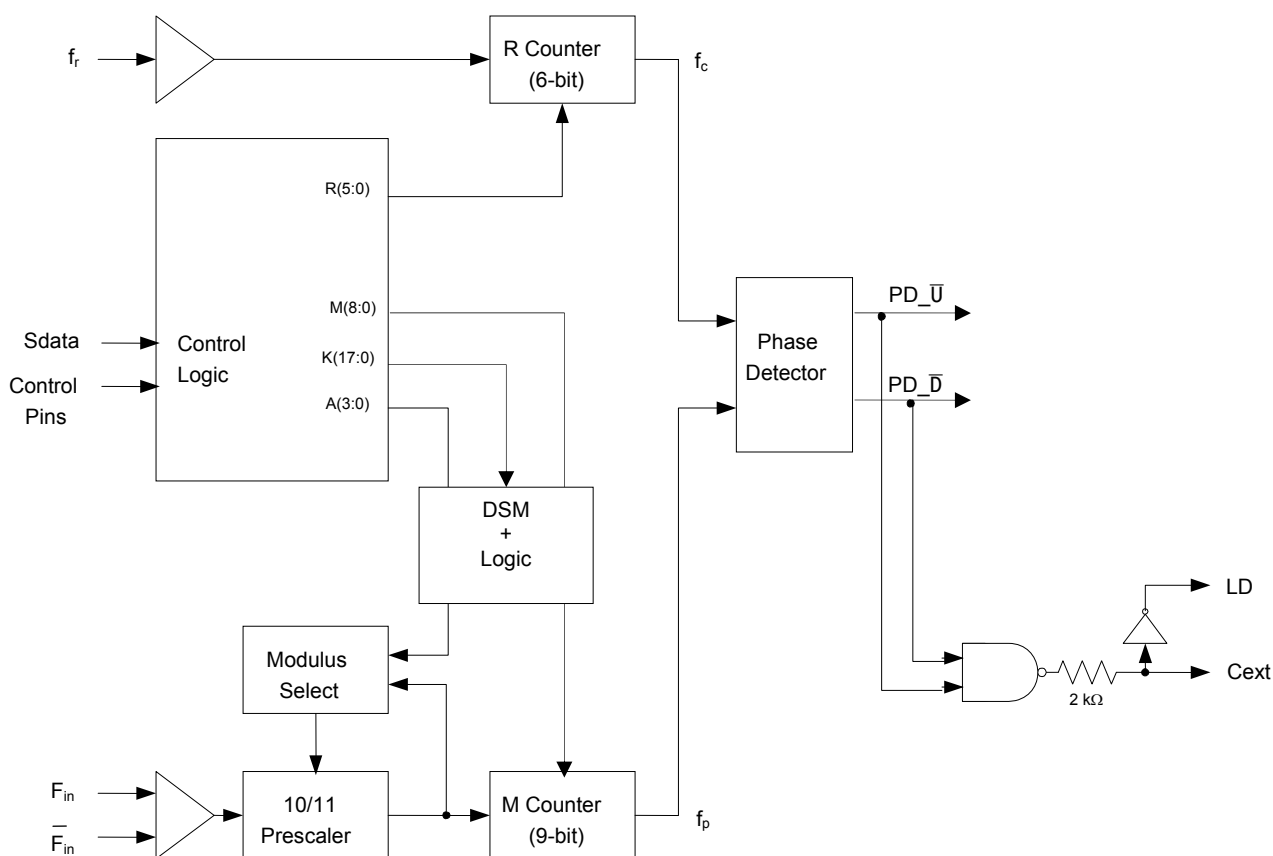 fr
R Counter
(6-bit)
fc
R(5:0)
M(8:0)
K(17:0)
A(3:0)
Sdata
Control
Pins
Control
Logic
Phase
Detector
PD_U̅
PD_D̅
DSM
+
Logic
LD
Cext
2 kΩ
Modulus
Select
Fin
F̅in
10/11
Prescaler
M Counter
(9-bit)
fp